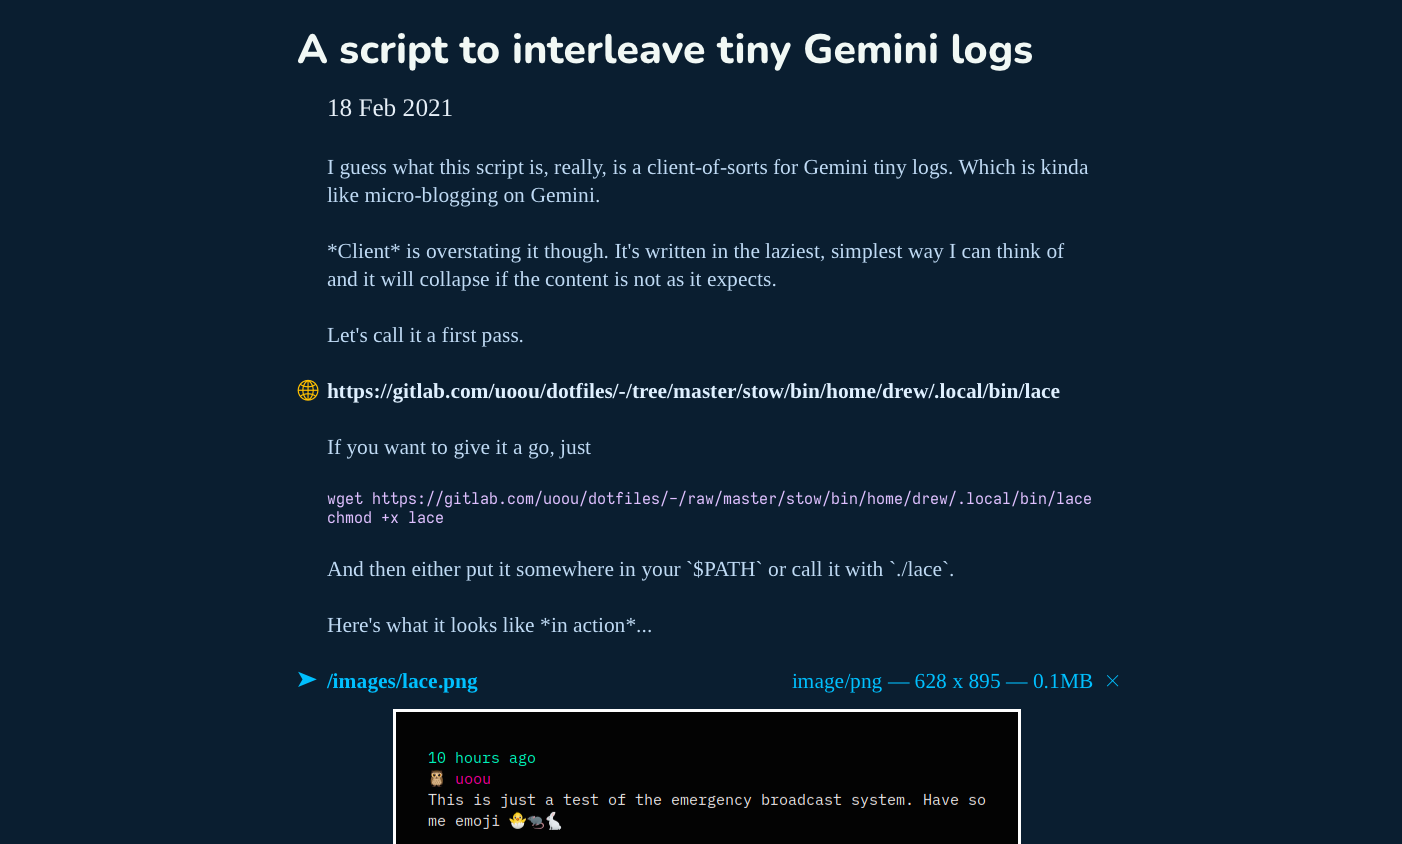 A script to interleave tiny Gemini logs
18 Feb 2021
I guess what this script is, really, is a client-of-sorts for Gemini tiny logs. Which is kinda
like micro-blogging on Gemini.
*Client* is overstating it though. It's written in the laziest, simplest way I can think of
and it will collapse if the content is not as it expects.
Let's call it a first pass.
https://gitlab.com/uoou/dotfiles/-/tree/master/stow/bin/home/drew/.local/bin/lace
If you want to give it a go, just
wget https://gitlab.com/uoou/dotfiles/-/raw/master/stow/bin/home/drew/.local/bin/lace
chmod +x lace
And then either put it somewhere in your `$PATH` or call it with `./lace`.
Here's what it looks like *in action*...
/images/lace.png image/png — 628 x 895 — 0.1MB ×
10 hours ago
🦉 uoou
This is just a test of the emergency broadcast system. Have so
me emoji 🐣🐀🐇